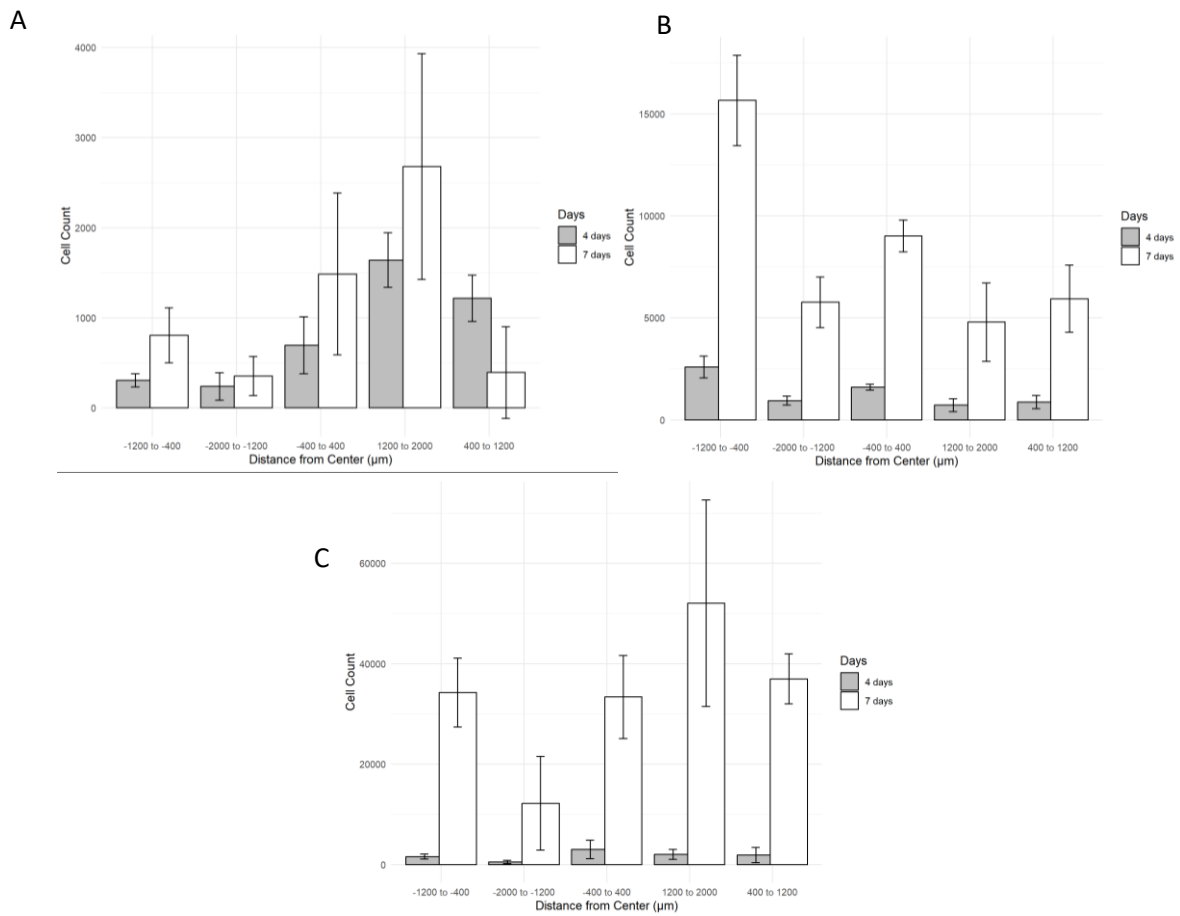 A
4000
3000
2000
1000
0
Cell Count
-1200 to -400
-2000 to -1200
-400 to 400
1200 to 2000
400 to 1200
Distance from Center (µm)
Days
4 days
7 days
B
15000
10000
5000
0
Cell Count
-1200 to -400
-2000 to -1200
-400 to 400
1200 to 2000
400 to 1200
Distance from Center (µm)
Days
4 days
7 days
C
60000
40000
20000
0
Cell Count
-1200 to -400
-2000 to -1200
-400 to 400
1200 to 2000
400 to 1200
Distance from Center (µm)
Days
4 days
7 days